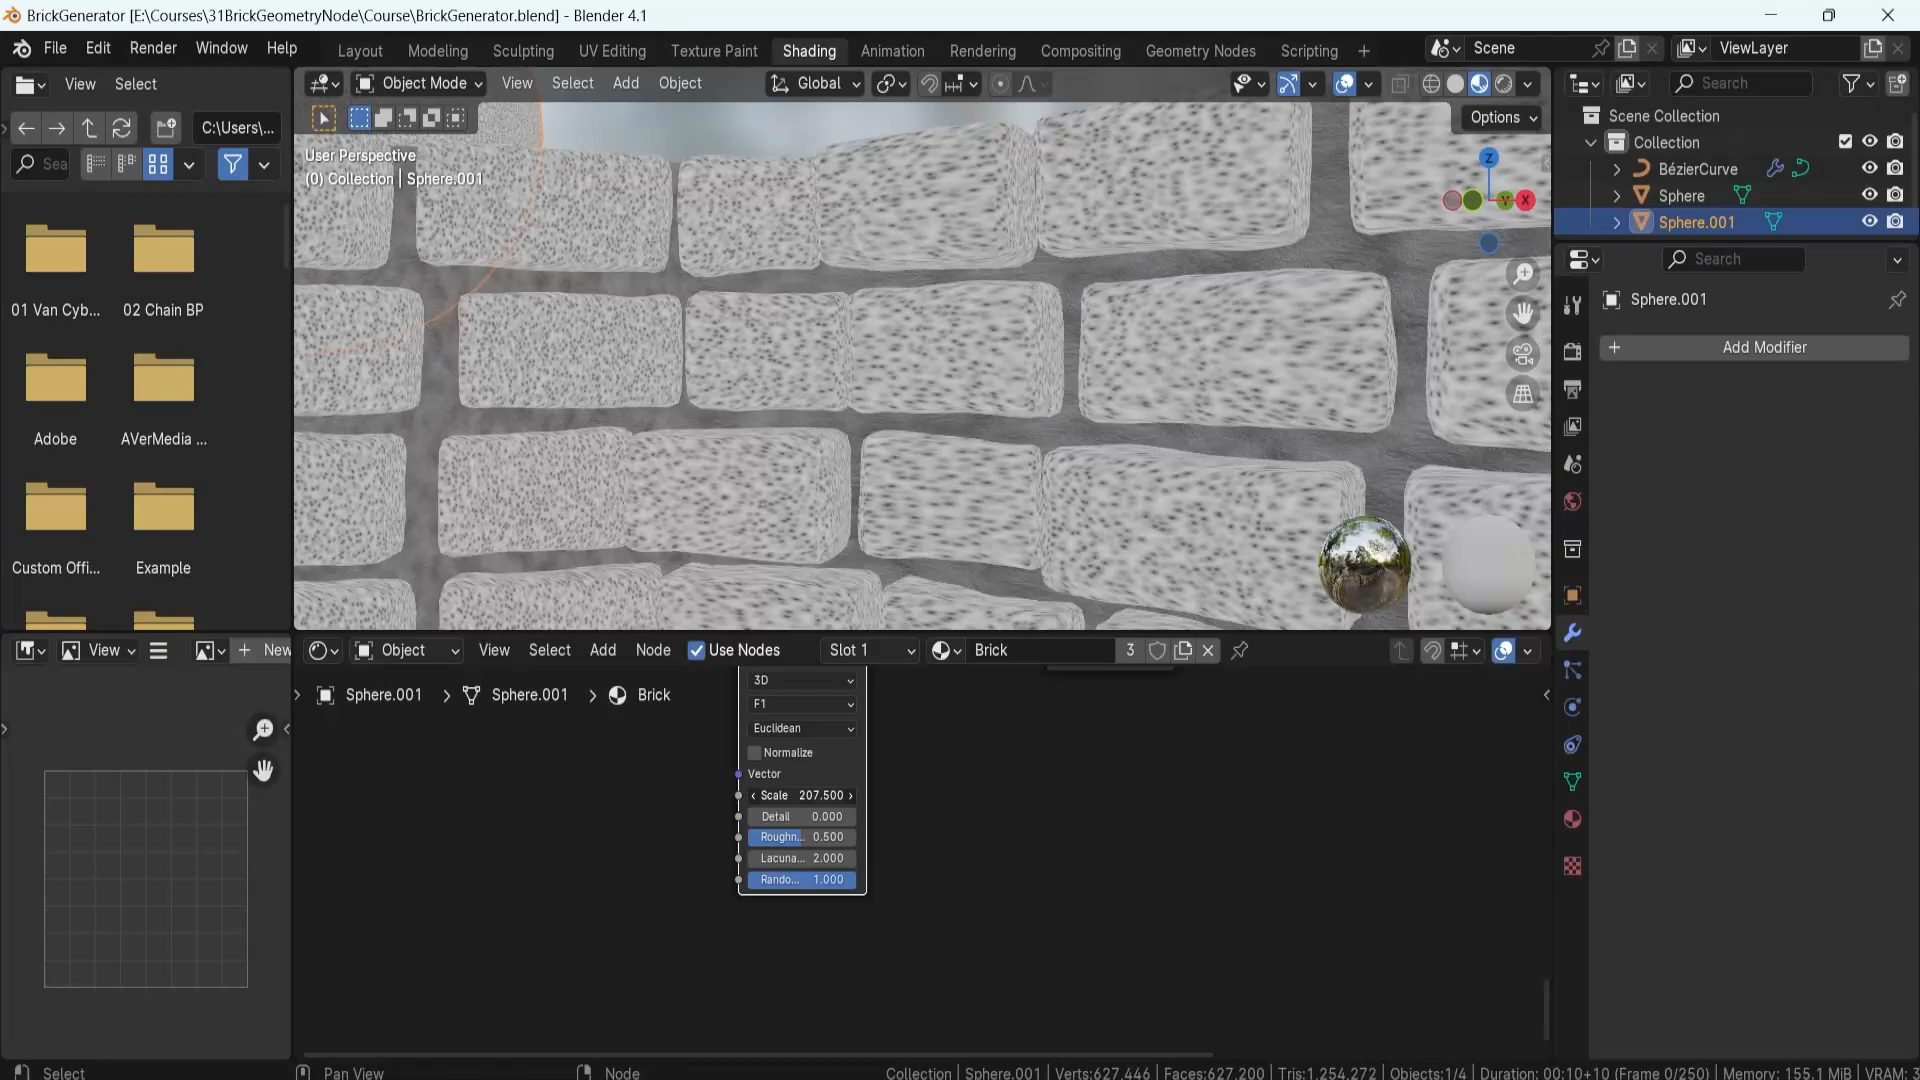 BrickGenerator [E:\Courses\31BrickGeometryNode\Course\BrickGenerator.blend] - Blender 4.1
File Edit Render Window Help
Layout Modeling Sculpting UV Editing Texture Paint Shading Animation Rendering Compositing Geometry Nodes Scripting +
Scene
ViewLayer
View Select
Object Mode View Select Add Object
Global
Search
C:\Users\...
Sea
Options
User Perspective
(0) Collection | Sphere.001
Z
Y
X
Scene Collection
Collection
BézierCurve
Sphere
Sphere.001
Search
Sphere.001
+ Add Modifier
01 Van Cyb...
02 Chain BP
Adobe
AVerMedia ...
Custom Offi...
Example
View
+ New
Object View Select Add Node Use Nodes Slot 1 Brick 3
Sphere.001 > Sphere.001 > Brick
3D
F1
Euclidean
Normalize
Vector
Scale 207.500
Detail 0.000
Roughn... 0.500
Lacuna... 2.000
Rando... 1.000
Select
Pan View
Node
Collection | Sphere.001 | Verts:627,446 | Faces:627,200 | Tris:1,254,272 | Objects:1/4 | Duration: 00:10+10 (Frame 0/250) | Memory: 155.1 MiB | VRAM: 3